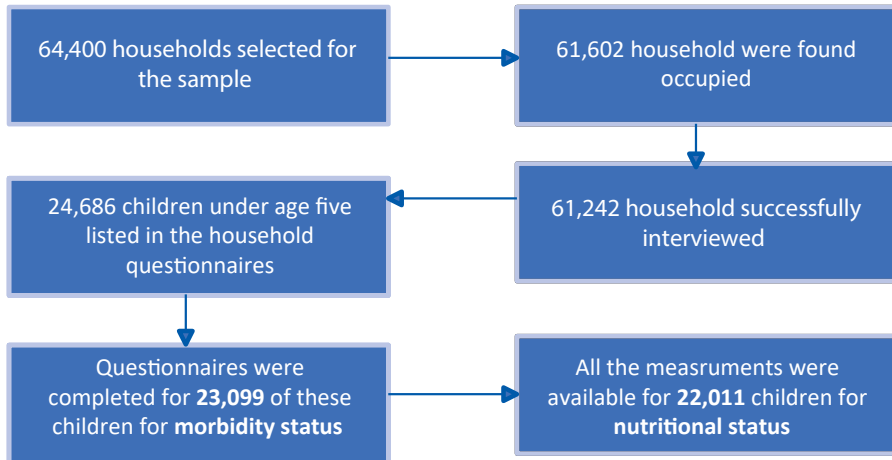 64,400 households selected for
the sample
61,602 household were found
occupied
61,242 household successfully
interviewed
24,686 children under age five
listed in the household
questionnaires
Questionnaires were
completed for 23,099 of these
children for morbidity status
All the measruments were
available for 22,011 children for
nutritional status